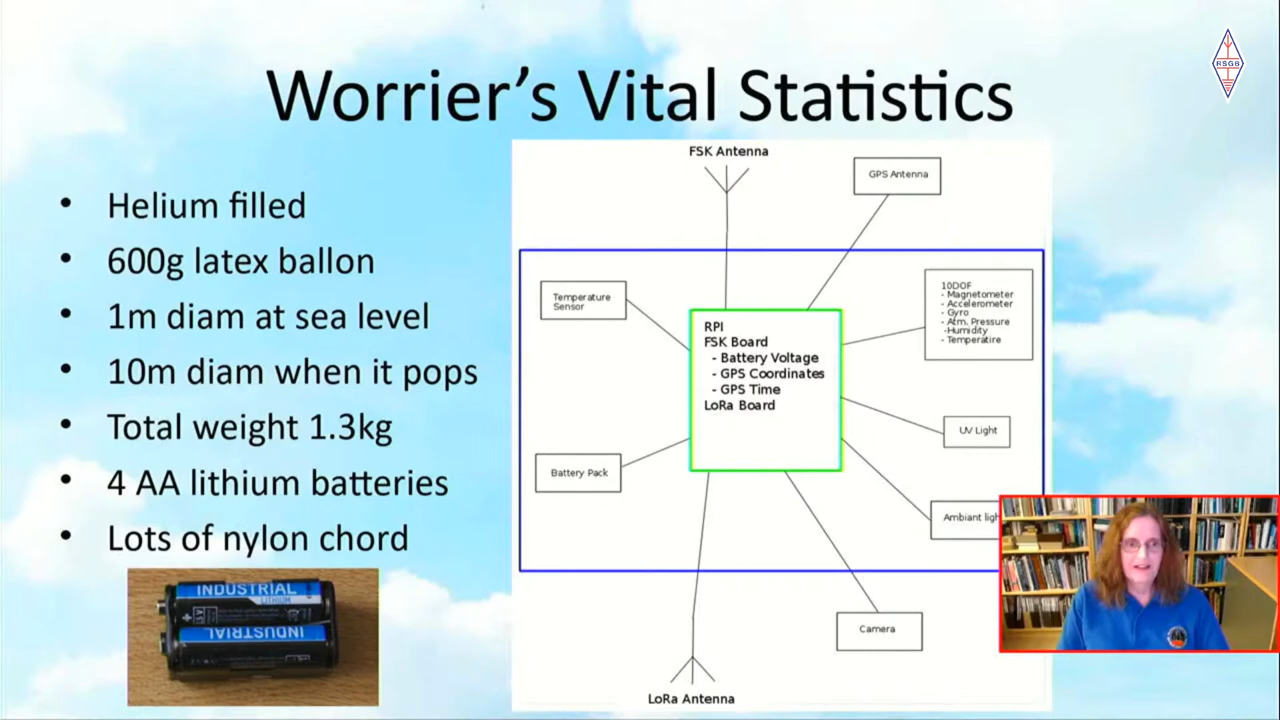 RSGB
Worrier's Vital Statistics
• Helium filled
• 600g latex ballon
• 1m diam at sea level
• 10m diam when it pops
• Total weight 1.3kg
• 4 AA lithium batteries
• Lots of nylon chord
INDUSTRIAL
LITHIUM
INDUSTRIAL
FSK Antenna
GPS Antenna
Temperature
Sensor
10DOF
- Magnetometer
- Accelerometer
- Gyro
- Atm. Pressure
-Humidity
- Temperatire
RPI
FSK Board
- Battery Voltage
- GPS Coordinates
- GPS Time
LoRa Board
UV Light
Battery Pack
Ambiant ligh
Camera
LoRa Antenna